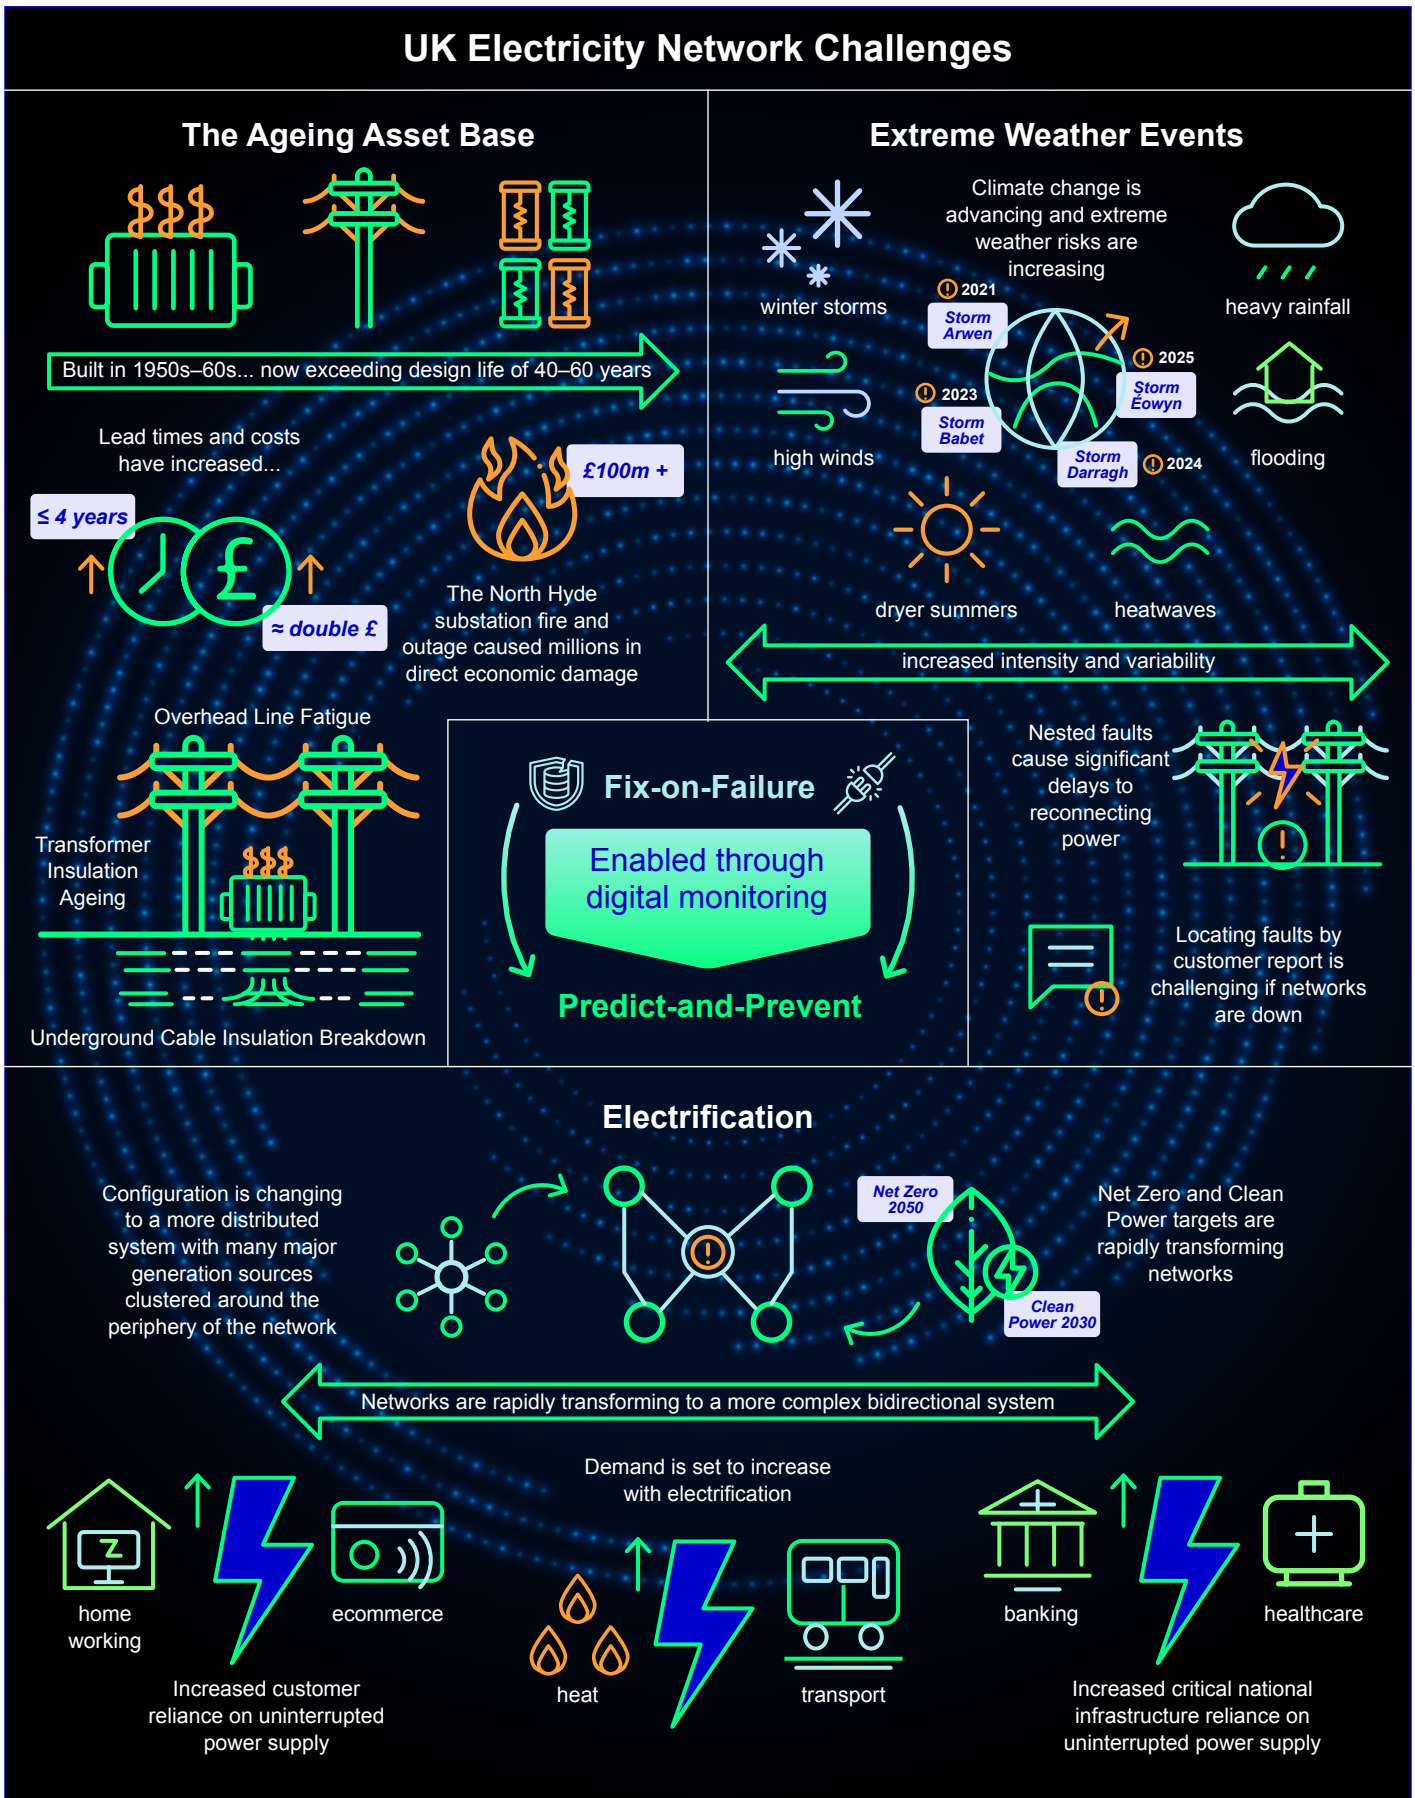 UK Electricity Network Challenges
The Ageing Asset Base
Built in 1950s–60s... now exceeding design life of 40–60 years
Lead times and costs
have increased...
≤ 4 years
£
≈ double £
£100m +
The North Hyde
substation fire and
outage caused millions in
direct economic damage
Overhead Line Fatigue
Transformer
Insulation
Ageing
Underground Cable Insulation Breakdown
Extreme Weather Events
Climate change is
advancing and extreme
weather risks are
increasing
winter storms
heavy rainfall
2021
Storm
Arwen
2025
Storm
Éowyn
2023
Storm
Babet
Storm
Darragh
2024
high winds
flooding
dryer summers
heatwaves
increased intensity and variability
Nested faults
cause significant
delays to
reconnecting
power
Locating faults by
customer report is
challenging if networks
are down
Fix-on-Failure
Enabled through
digital monitoring
Predict-and-Prevent
Electrification
Configuration is changing
to a more distributed
system with many major
generation sources
clustered around the
periphery of the network
Net Zero
2050
Clean
Power 2030
Net Zero and Clean
Power targets are
rapidly transforming
networks
Networks are rapidly transforming to a more complex bidirectional system
Z
home
working
ecommerce
Increased customer
reliance on uninterrupted
power supply
Demand is set to increase
with electrification
heat
transport
banking
healthcare
Increased critical national
infrastructure reliance on
uninterrupted power supply